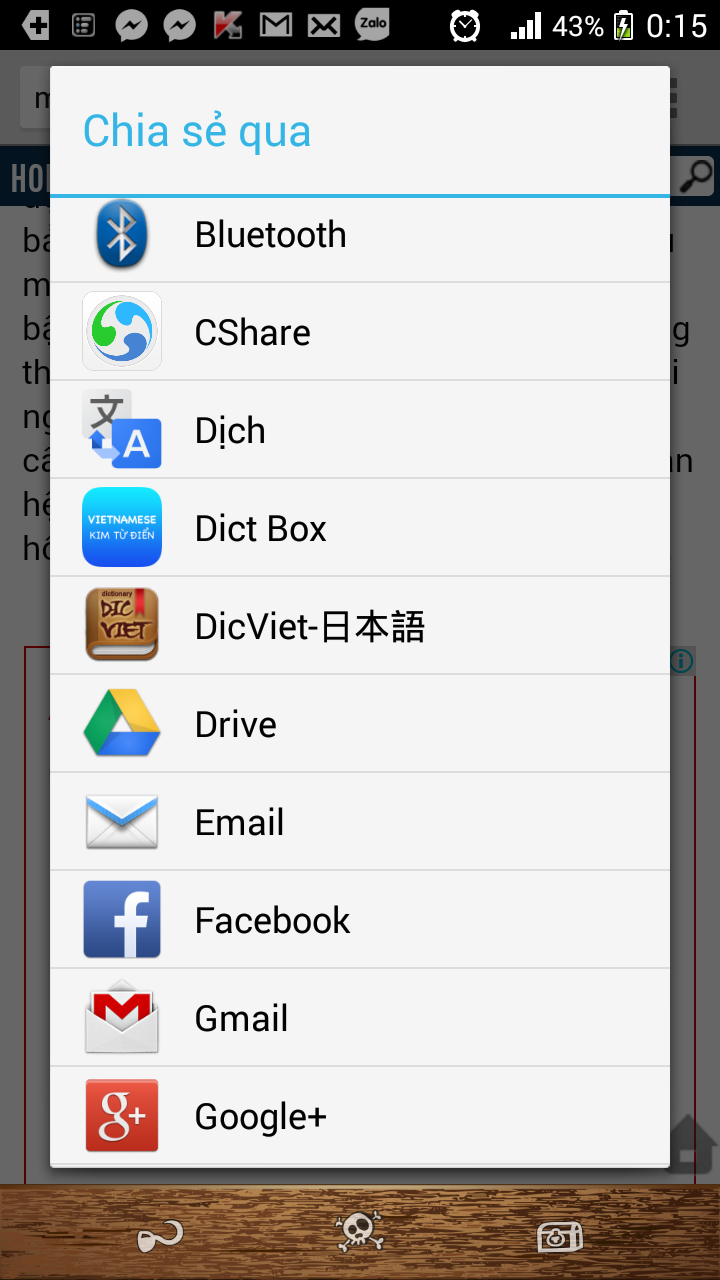 Zalo
43%
0:15
Chia sẻ qua
Bluetooth
CShare
文
A
Dịch
VIETNAMESE
KIM TỪ ĐIỂN
Dict Box
dictionary
DIC
VIET
DicViet-日本語
Drive
Email
f
Facebook
M
Gmail
g+
Google+